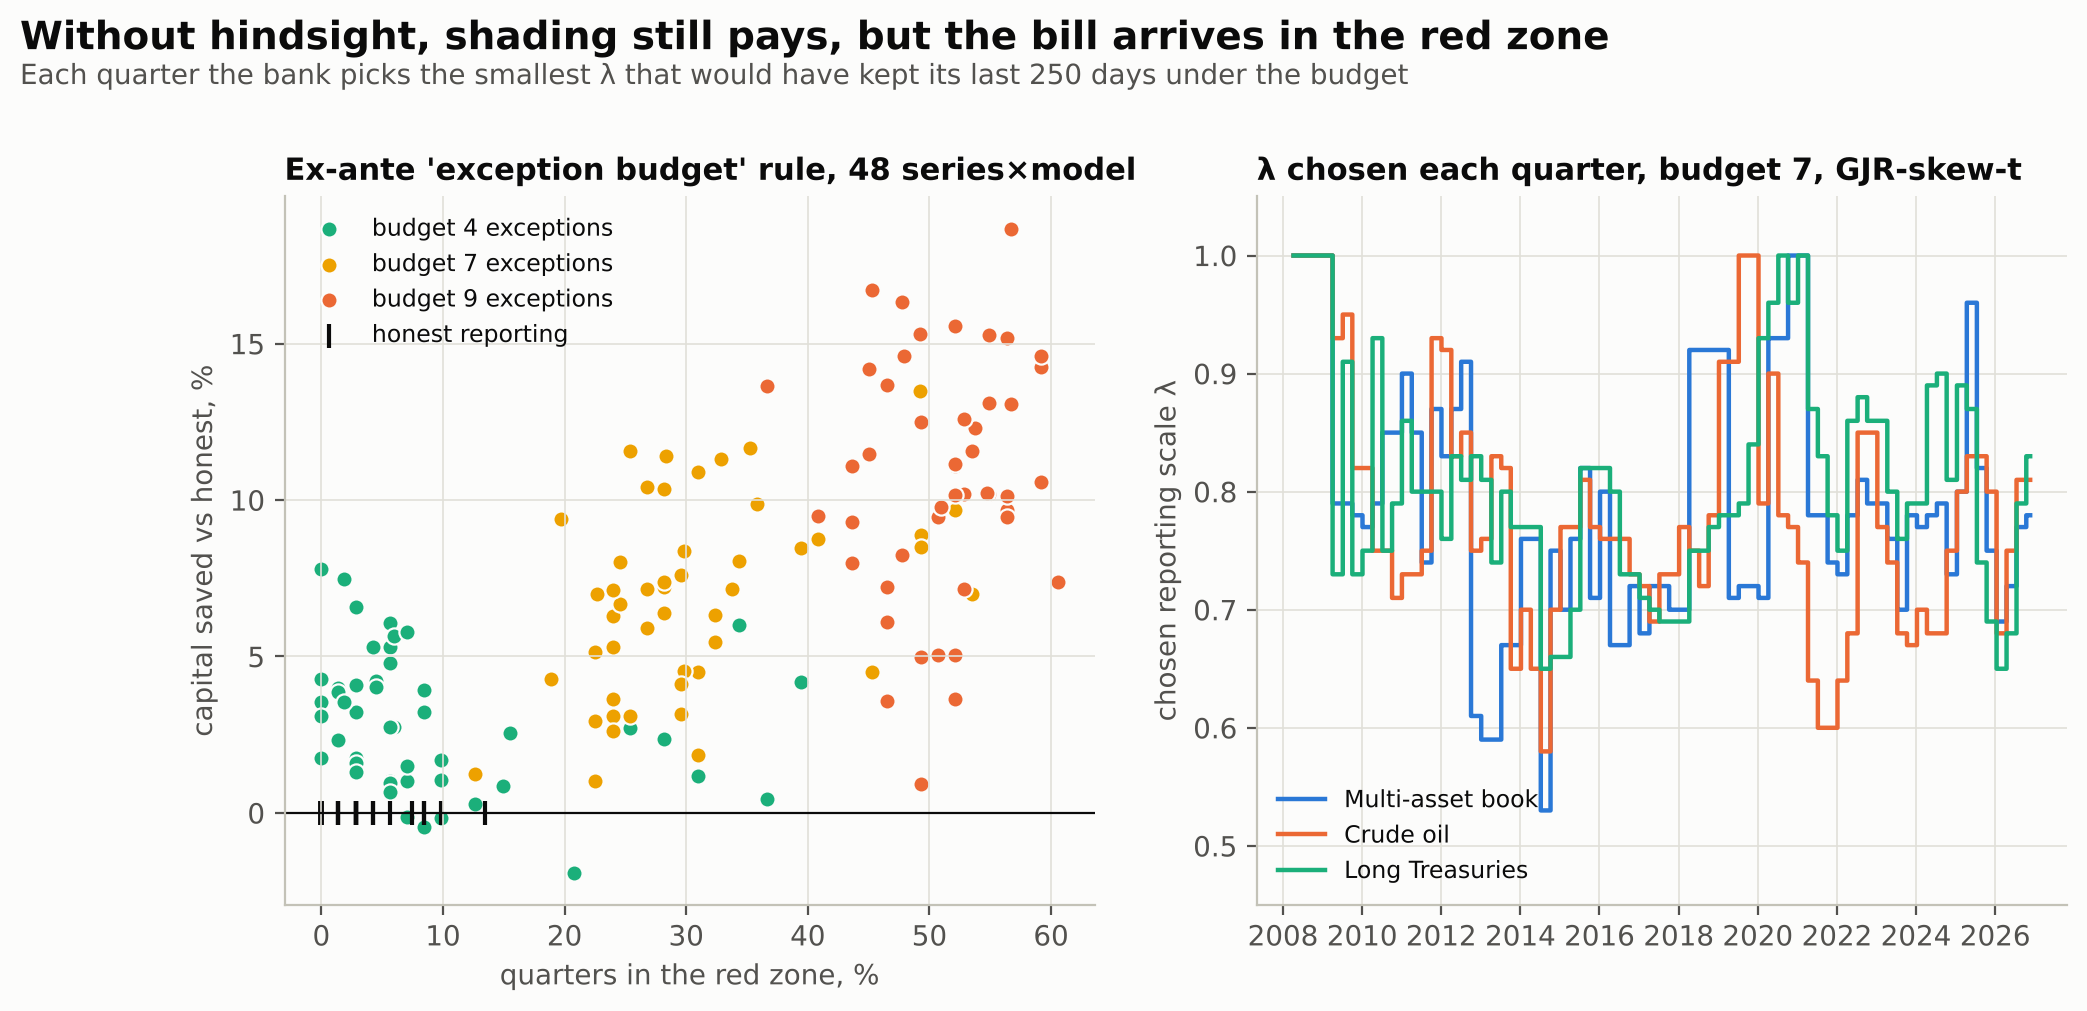 Without hindsight, shading still pays, but the bill arrives in the red zone
Each quarter the bank picks the smallest λ that would have kept its last 250 days under the budget
Ex-ante 'exception budget' rule, 48 series×model
budget 4 exceptions
budget 7 exceptions
budget 9 exceptions
honest reporting
capital saved vs honest, %
15
10
5
0
0 10 20 30 40 50 60
quarters in the red zone, %
λ chosen each quarter, budget 7, GJR-skew-t
chosen reporting scale λ
1.0
0.9
0.8
0.7
0.6
0.5
Multi-asset book
Crude oil
Long Treasuries
2008 2010 2012 2014 2016 2018 2020 2022 2024 2026